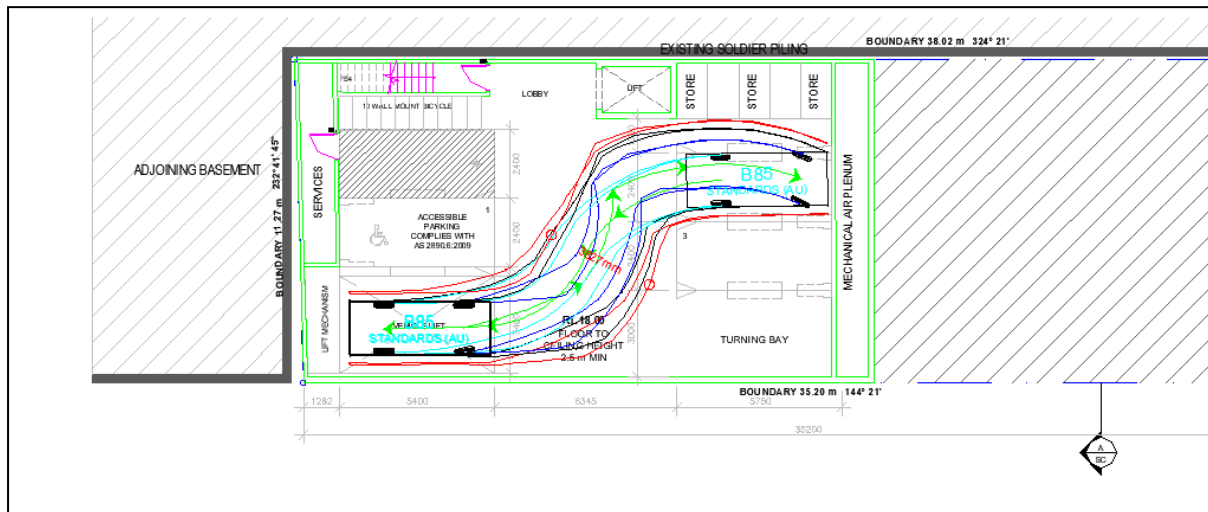 BOUNDARY 38.02 m 324° 21'
EXISTING SOLDIER PILING
S4
LOBBY
LIFT
STORE
STORE
STORE
10 WALL MOUNT BICYCLE
ADJOINING BASEMENT
BOUNDARY 11.27 m 232° 41' 45"
SERVICES
2400
B85
STANDARDS (AU)
MECHANICAL AIR PLENUM
1
ACCESSIBLE
PARKING
COMPLIES WITH
AS 2890.6:2009
2400
3
LIFT MECHANISM
B85
STANDARDS (AU)
RL 18.00
FLOOR TO
CEILING HEIGHT
2.5 m MIN
3000
TURNING BAY
BOUNDARY 35.20 m 144° 21'
1282
5400
6345
5750
35200
A
SC